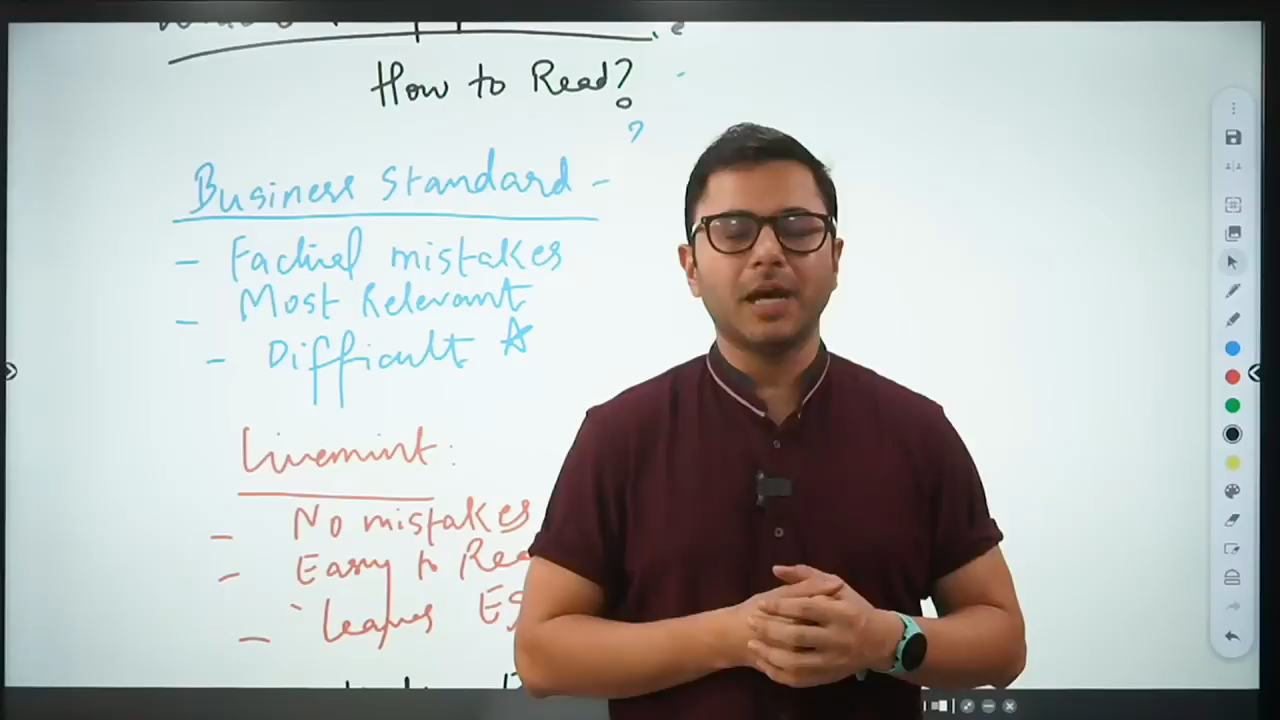 How to Read?
?
Business Standard -
- Factual mistakes
- Most Relevant
- Difficult ☆
Livemint:
- No mistakes
- Easy to Rea
- leaves Es